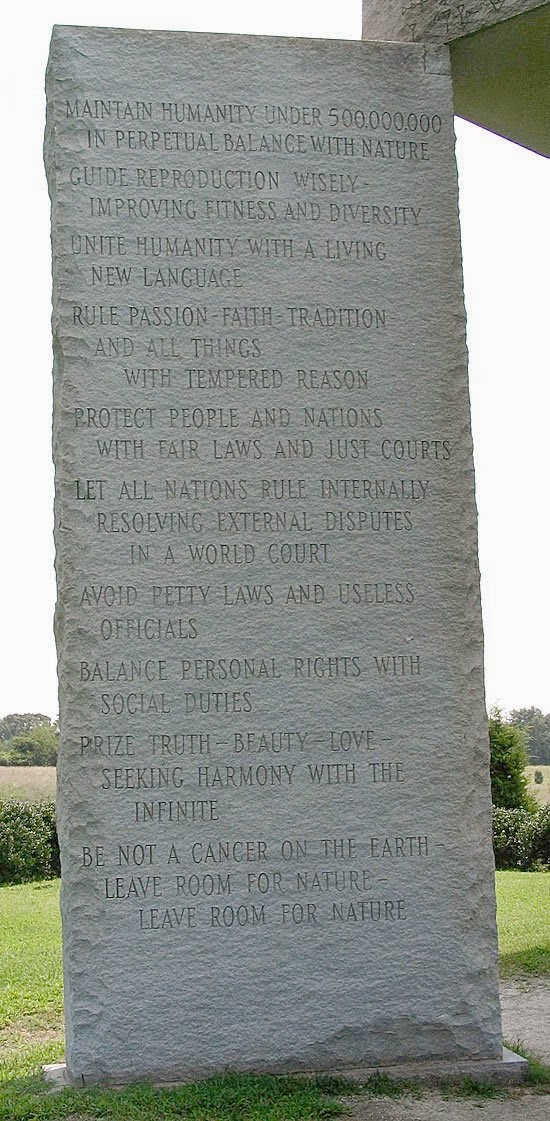 MAINTAIN HUMANITY UNDER 500,000,000
IN PERPETUAL BALANCE WITH NATURE
GUIDE REPRODUCTION WISELY-
IMPROVING FITNESS AND DIVERSITY
UNITE HUMANITY WITH A LIVING
NEW LANGUAGE
RULE PASSION-FAITH-TRADITION-
AND ALL THINGS
WITH TEMPERED REASON
PROTECT PEOPLE AND NATIONS
WITH FAIR LAWS AND JUST COURTS
LET ALL NATIONS RULE INTERNALLY
RESOLVING EXTERNAL DISPUTES
IN A WORLD COURT
AVOID PETTY LAWS AND USELESS
OFFICIALS
BALANCE PERSONAL RIGHTS WITH
SOCIAL DUTIES
PRIZE TRUTH-BEAUTY-LOVE-
SEEKING HARMONY WITH THE
INFINITE
BE NOT A CANCER ON THE EARTH-
LEAVE ROOM FOR NATURE-
LEAVE ROOM FOR NATURE